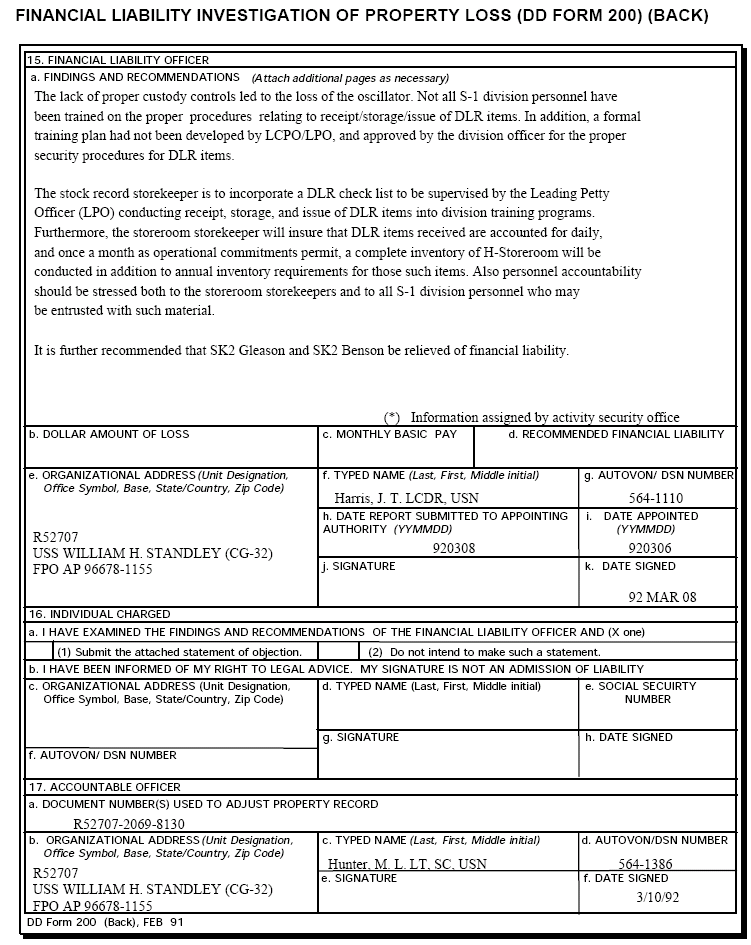 FINANCIAL LIABILITY INVESTIGATION OF PROPERTY LOSS (DD FORM 200) (BACK)
15. FINANCIAL LIABILITY OFFICER
a. FINDINGS AND RECOMMENDATIONS (Attach additional pages as necessary)
The lack of proper custody controls led to the loss of the oscillator. Not all S-1 division personnel have
been trained on the proper procedures relating to receipt/storage/issue of DLR items. In addition, a formal
training plan had not been developed by LCPO/LPO, and approved by the division officer for the proper
security procedures for DLR items.
The stock record storekeeper is to incorporate a DLR check list to be supervised by the Leading Petty
Officer (LPO) conducting receipt, storage, and issue of DLR items into division training programs.
Furthermore, the storeroom storekeeper will insure that DLR items received are accounted for daily,
and once a month as operational commitments permit, a complete inventory of H-Storeroom will be
conducted in addition to annual inventory requirements for those such items. Also personnel accountability
should be stressed both to the storeroom storekeepers and to all S-1 division personnel who may
be entrusted with such material.
It is further recommended that SK2 Gleason and SK2 Benson be relieved of financial liability.
(*) Information assigned by activity security office
b. DOLLAR AMOUNT OF LOSS
c. MONTHLY BASIC PAY
d. RECOMMENDED FINANCIAL LIABILITY
e. ORGANIZATIONAL ADDRESS (Unit Designation,
Office Symbol, Base, State/Country, Zip Code)
R52707
USS WILLIAM H. STANDLEY (CG-32)
FPO AP 96678-1155
f. TYPED NAME (Last, First, Middle initial)
Harris, J. T. LCDR, USN
g. AUTOVON/ DSN NUMBER
564-1110
h. DATE REPORT SUBMITTED TO APPOINTING
AUTHORITY (YYMMDD)
920308
i. DATE APPOINTED
(YYMMDD)
920306
j. SIGNATURE
k. DATE SIGNED
92 MAR 08
16. INDIVIDUAL CHARGED
a. I HAVE EXAMINED THE FINDINGS AND RECOMMENDATIONS OF THE FINANCIAL LIABILITY OFFICER AND (X one)
(1) Submit the attached statement of objection.
(2) Do not intend to make such a statement.
b. I HAVE BEEN INFORMED OF MY RIGHT TO LEGAL ADVICE. MY SIGNATURE IS NOT AN ADMISSION OF LIABILITY
c. ORGANIZATIONAL ADDRESS (Unit Designation,
Office Symbol, Base, State/Country, Zip Code)
d. TYPED NAME (Last, First, Middle initial)
e. SOCIAL SECUIRTY
NUMBER
f. AUTOVON/ DSN NUMBER
g. SIGNATURE
h. DATE SIGNED
17. ACCOUNTABLE OFFICER
a. DOCUMENT NUMBER(S) USED TO ADJUST PROPERTY RECORD
R52707-2069-8130
b. ORGANIZATIONAL ADDRESS (Unit Designation,
Office Symbol, Base, State/Country, Zip Code)
R52707
USS WILLIAM H. STANDLEY (CG-32)
FPO AP 96678-1155
c. TYPED NAME (Last, First, Middle initial)
Hunter, M. L. LT, SC, USN
d. AUTOVON/DSN NUMBER
564-1386
e. SIGNATURE
f. DATE SIGNED
3/10/92
DD Form 200 (Back), FEB 91